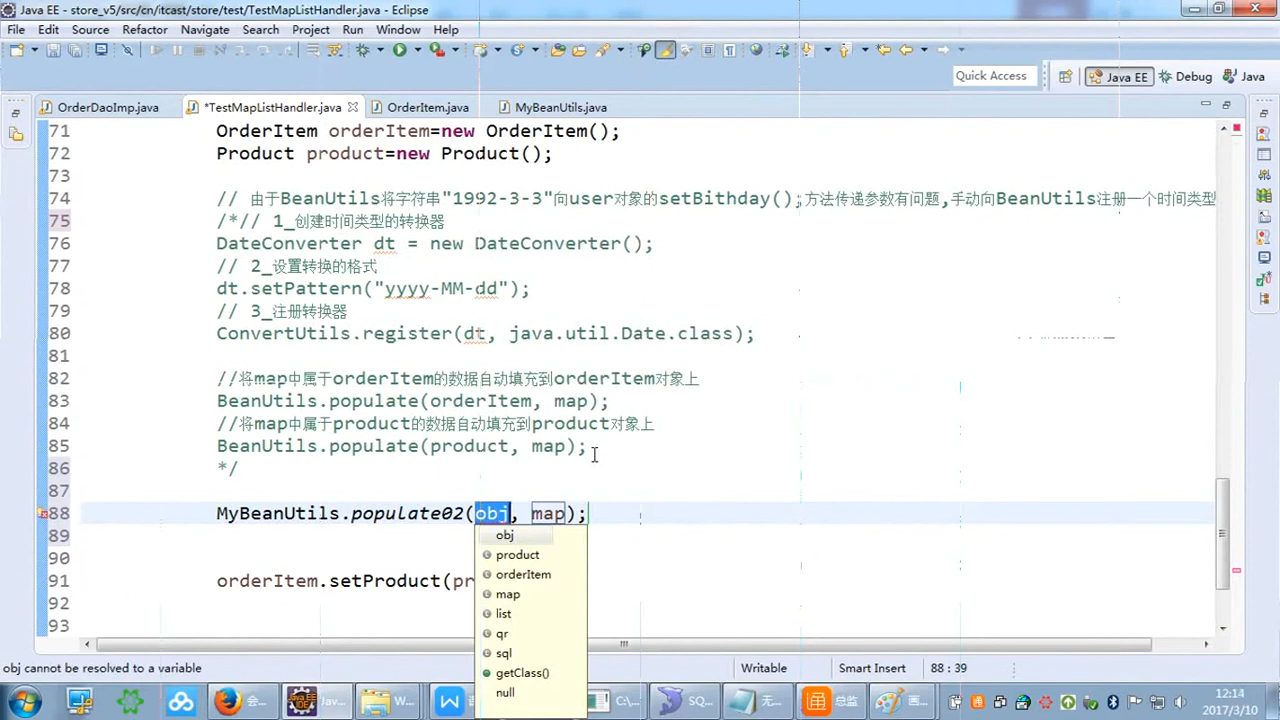 Java EE - store_v5/src/cn/itcast/store/test/TestMapListHandler.java - Eclipse
File Edit Source Refactor Navigate Search Project Run Window Help
Quick Access Java EE Debug Java
OrderDaoImp.java *TestMapListHandler.java OrderItem.java MyBeanUtils.java
71 OrderItem orderItem=new OrderItem();
72 Product product=new Product();
73
74 // 由于BeanUtils将字符串"1992-3-3"向user对象的setBithday();方法传递参数有问题,手动向BeanUtils注册一个时间类型
75 /*// 1_创建时间类型的转换器
76 DateConverter dt = new DateConverter();
77 // 2_设置转换的格式
78 dt.setPattern("yyyy-MM-dd");
79 // 3_注册转换器
80 ConvertUtils.register(dt, java.util.Date.class);
81
82 //将map中属于orderItem的数据自动填充到orderItem对象上
83 BeanUtils.populate(orderItem, map);
84 //将map中属于product的数据自动填充到product对象上
85 BeanUtils.populate(product, map);
86 */
87
88 MyBeanUtils.populate02(obj, map);
89 obj
90 product
orderItem
91 orderItem.setProduct(pr
map
92 list
93 qr
sql
getClass()
null
obj cannot be resolved to a variable Writable Smart Insert 88 : 39
会... Java... W... C:\... SQ... 无... 总监 画...
12:14
2017/3/10